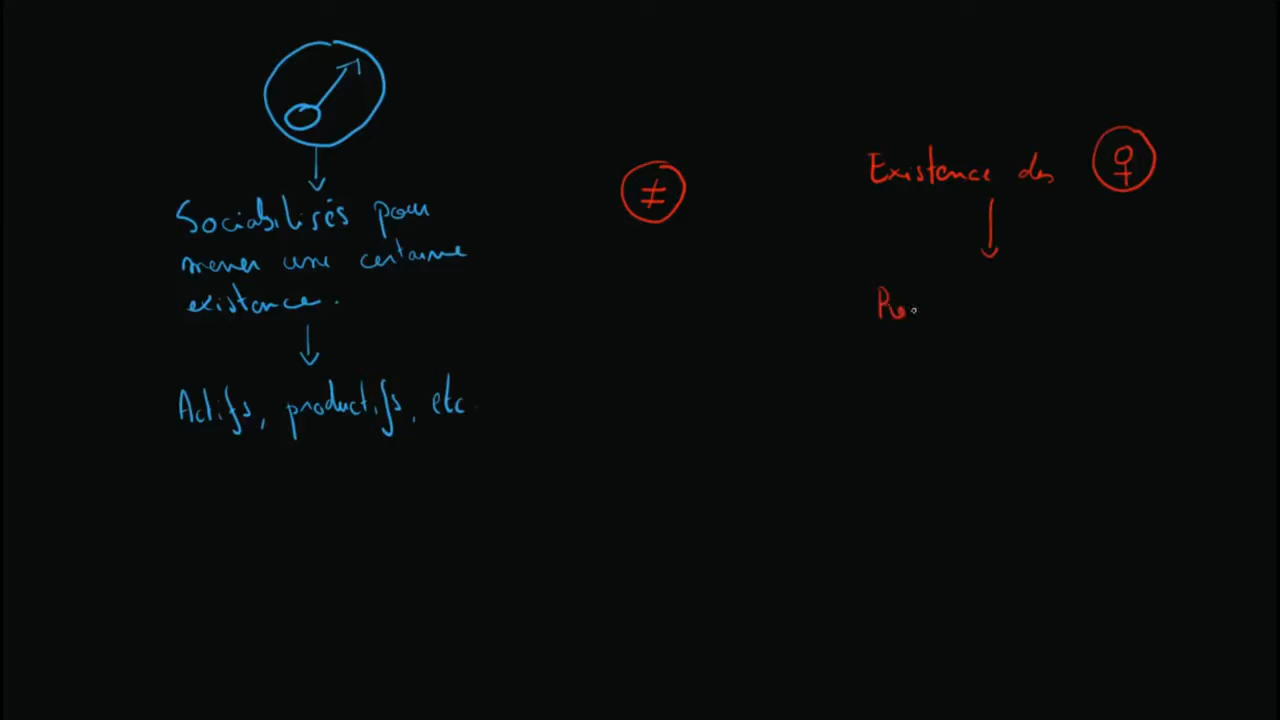 Sociabilisés pour
mener une certaine
existence.
Actifs, productifs, etc.
≠
Existence des ♀